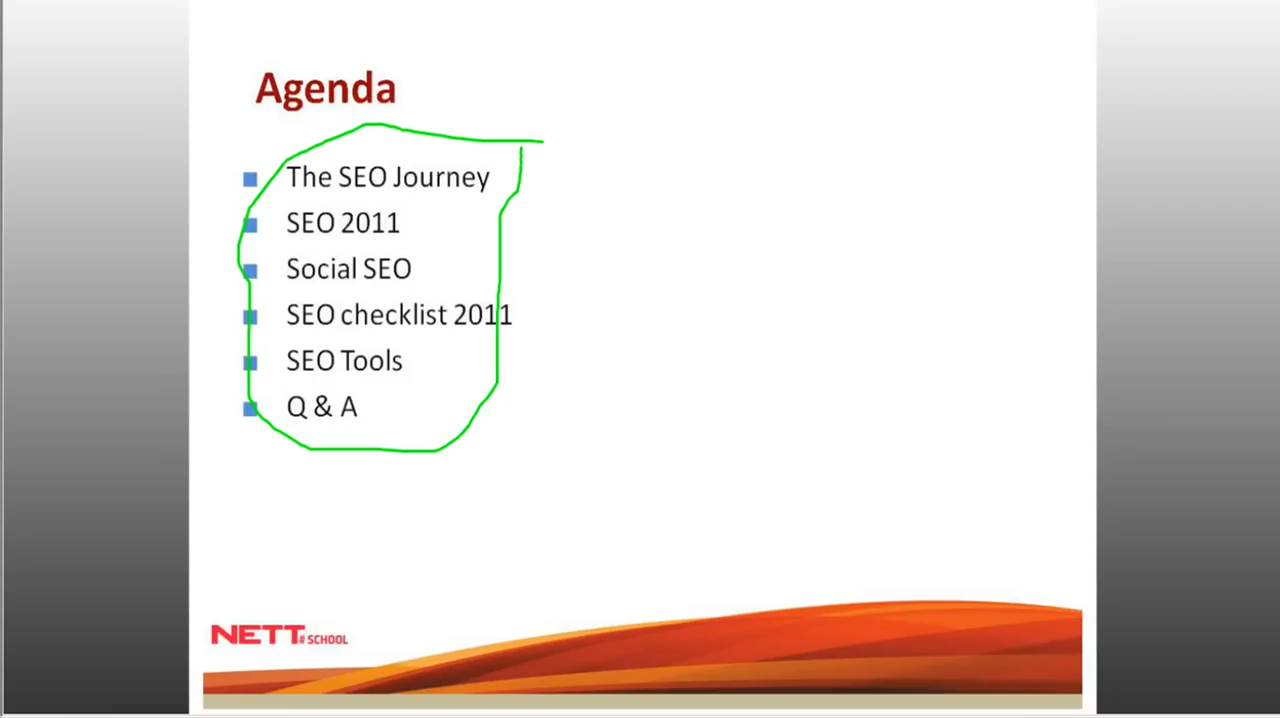 Agenda
The SEO Journey
SEO 2011
Social SEO
SEO checklist 2011
SEO Tools
Q & A
NETT# SCHOOL